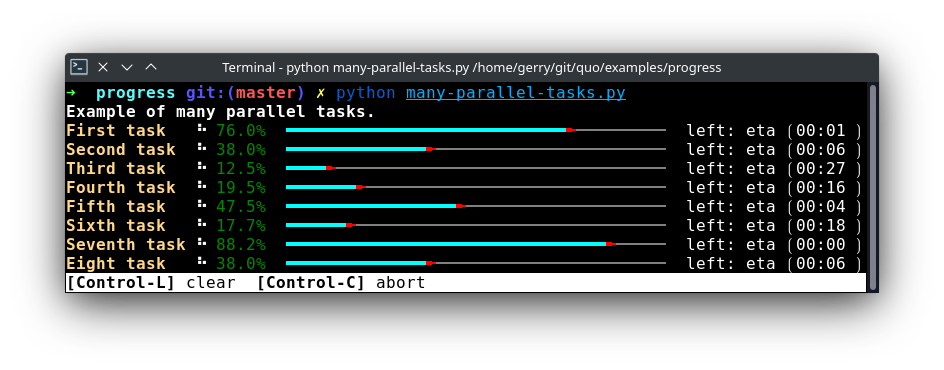 Terminal - python many-parallel-tasks.py /home/gerry/git/quo/examples/progress
➜  progress git:(master) ✗ python many-parallel-tasks.py
Example of many parallel tasks.
First task 76.0% left: eta (00:01 )
Second task 38.0% left: eta (00:06 )
Third task 12.5% left: eta (00:27 )
Fourth task 19.5% left: eta (00:16 )
Fifth task 47.5% left: eta (00:04 )
Sixth task 17.7% left: eta (00:18 )
Seventh task 88.2% left: eta (00:00 )
Eight task 38.0% left: eta (00:06 )
[Control-L] clear  [Control-C] abort